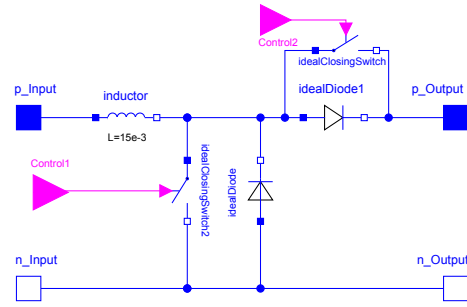 Control2
idealClosingSwitch
p_Input
inductor
idealDiode1
p_Output
L=15e-3
Control1
idealClosingSwitch2
idealDiode
n_Input
n_Output